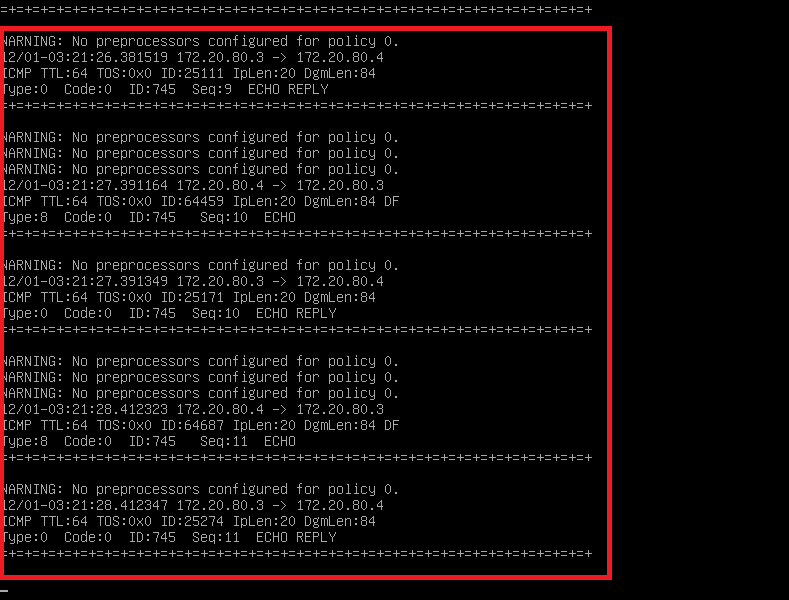 =+=+=+=+=+=+=+=+=+=+=+=+=+=+=+=+=+=+=+=+=+=+=+=+=+=+=+=+=+=+=+=+=+=+=+=+=+
WARNING: No preprocessors configured for policy 0.
12/01-03:21:26.381519 172.20.80.3 -> 172.20.80.4
ICMP TTL:64 TOS:0x0 ID:25111 IpLen:20 DgmLen:84
Type:0  Code:0  ID:745  Seq:9  ECHO REPLY
=+=+=+=+=+=+=+=+=+=+=+=+=+=+=+=+=+=+=+=+=+=+=+=+=+=+=+=+=+=+=+=+=+=+=+=+=+
WARNING: No preprocessors configured for policy 0.
WARNING: No preprocessors configured for policy 0.
WARNING: No preprocessors configured for policy 0.
12/01-03:21:27.391164 172.20.80.4 -> 172.20.80.3
ICMP TTL:64 TOS:0x0 ID:64459 IpLen:20 DgmLen:84 DF
Type:8  Code:0  ID:745   Seq:10  ECHO
=+=+=+=+=+=+=+=+=+=+=+=+=+=+=+=+=+=+=+=+=+=+=+=+=+=+=+=+=+=+=+=+=+=+=+=+=+
WARNING: No preprocessors configured for policy 0.
12/01-03:21:27.391349 172.20.80.3 -> 172.20.80.4
ICMP TTL:64 TOS:0x0 ID:25171 IpLen:20 DgmLen:84
Type:0  Code:0  ID:745  Seq:10  ECHO REPLY
=+=+=+=+=+=+=+=+=+=+=+=+=+=+=+=+=+=+=+=+=+=+=+=+=+=+=+=+=+=+=+=+=+=+=+=+=+
WARNING: No preprocessors configured for policy 0.
WARNING: No preprocessors configured for policy 0.
WARNING: No preprocessors configured for policy 0.
12/01-03:21:28.412323 172.20.80.4 -> 172.20.80.3
ICMP TTL:64 TOS:0x0 ID:64687 IpLen:20 DgmLen:84 DF
Type:8  Code:0  ID:745   Seq:11  ECHO
=+=+=+=+=+=+=+=+=+=+=+=+=+=+=+=+=+=+=+=+=+=+=+=+=+=+=+=+=+=+=+=+=+=+=+=+=+
WARNING: No preprocessors configured for policy 0.
12/01-03:21:28.412347 172.20.80.3 -> 172.20.80.4
ICMP TTL:64 TOS:0x0 ID:25274 IpLen:20 DgmLen:84
Type:0  Code:0  ID:745  Seq:11  ECHO REPLY
=+=+=+=+=+=+=+=+=+=+=+=+=+=+=+=+=+=+=+=+=+=+=+=+=+=+=+=+=+=+=+=+=+=+=+=+=+